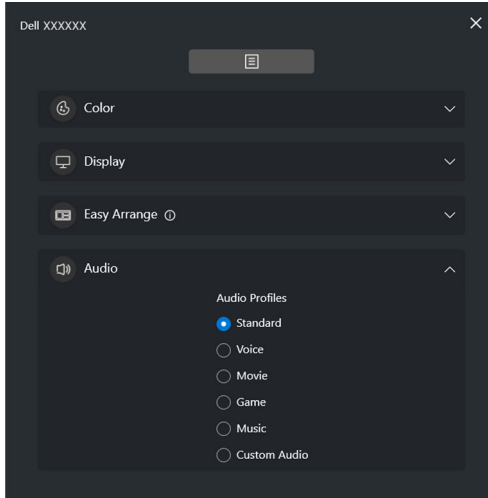 Dell XXXXXX
Color
Display
Easy Arrange
Audio
Audio Profiles
Standard
Voice
Movie
Game
Music
Custom Audio